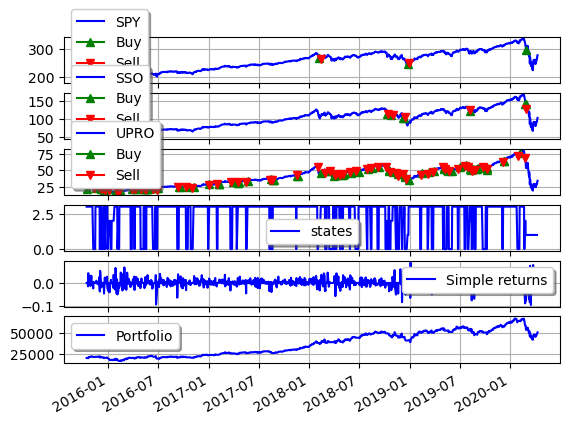 SPY
Buy
Sell
300
200
SSO
Buy
Sell
150
100
50
UPRO
Buy
Sell
75
50
25
2.5
0.0
states
0.0
−0.1
Simple returns
50000
25000
Portfolio
2016-01
2016-07
2017-01
2017-07
2018-01
2018-07
2019-01
2019-07
2020-01